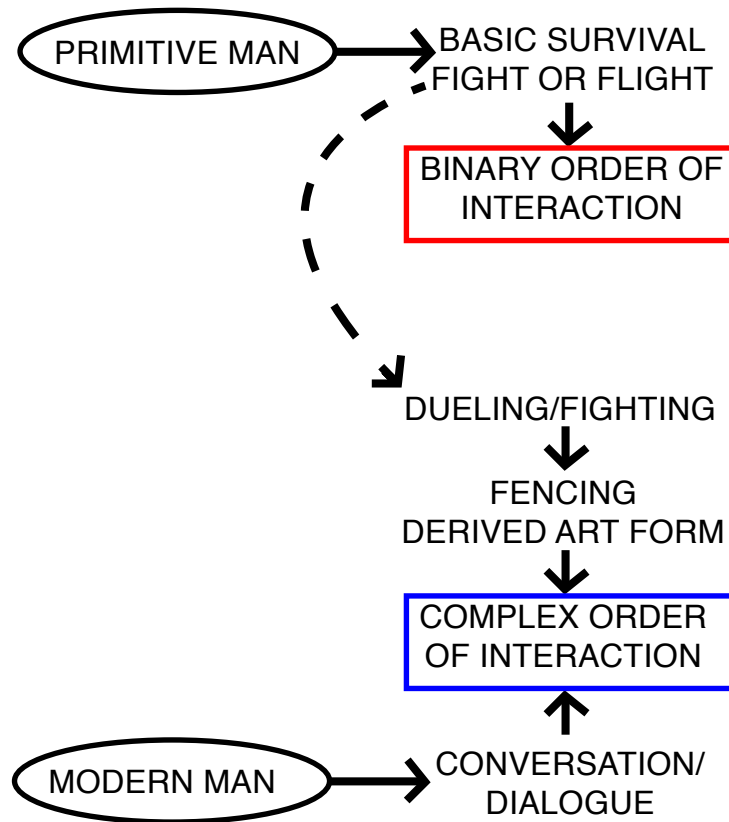 PRIMITIVE MAN
BASIC SURVIVAL
FIGHT OR FLIGHT
BINARY ORDER OF
INTERACTION
DUELING/FIGHTING
FENCING
DERIVED ART FORM
COMPLEX ORDER
OF INTERACTION
MODERN MAN
CONVERSATION/
DIALOGUE